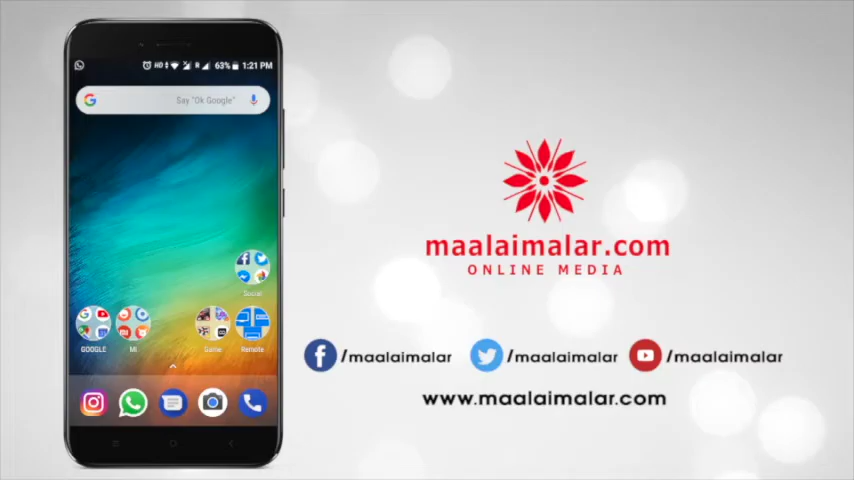 HD 63% 1:21 PM
Say "Ok Google"
Social
GOOGLE Mi Game Remote
maalaimalar.com
ONLINE MEDIA
/maalaimalar /maalaimalar /maalaimalar
www.maalaimalar.com